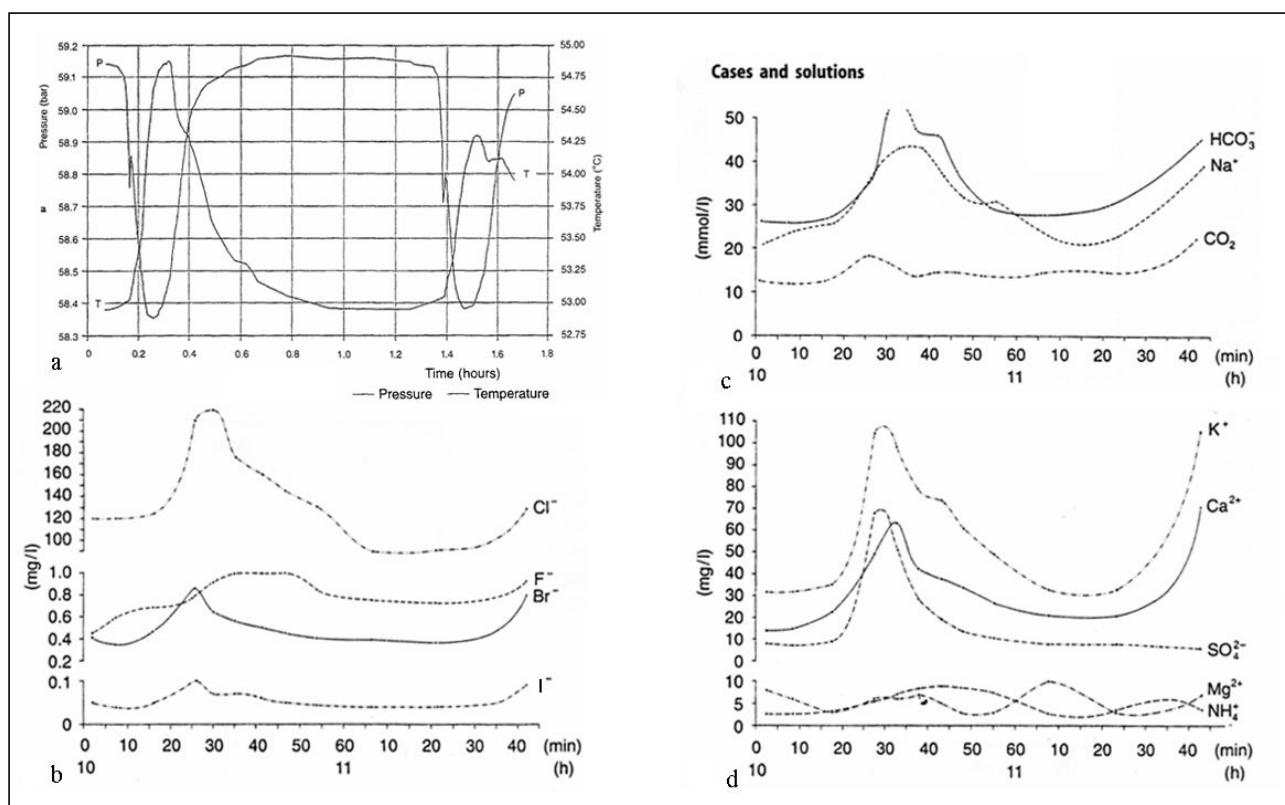 59.2
59.1
59.0
58.9
58.8
58.7
58.6
58.5
58.4
58.3
Pressure (bar)
P
T
P
T
55.00
54.75
54.50
54.25
54.00
53.75
53.50
53.25
53.00
52.75
Temperature (°C)
0 0.2 0.4 0.6 0.8 1.0 1.2 1.4 1.6 1.8
a
Time (hours)
— Pressure — Temperature
220
200
180
160
140
120
100
Cl⁻
1.0
0.8
0.6
0.4
0.2
F⁻
Br⁻
0.1
0
I⁻
(mg/l)
0 10 20 30 40 50 60 10 20 30 40 (min)
10 11 (h)
b
Cases and solutions
50
40
30
20
10
0
(mmol/l)
HCO₃⁻
Na⁺
CO₂
0 10 20 30 40 50 60 10 20 30 40 (min)
10 11 (h)
c
110
100
90
80
70
60
50
40
30
20
10
0
(mg/l)
K⁺
Ca²⁺
SO₄²⁻
10
5
0
Mg²⁺
NH₄⁺
0 10 20 30 40 50 60 10 20 30 40 (min)
10 11 (h)
d